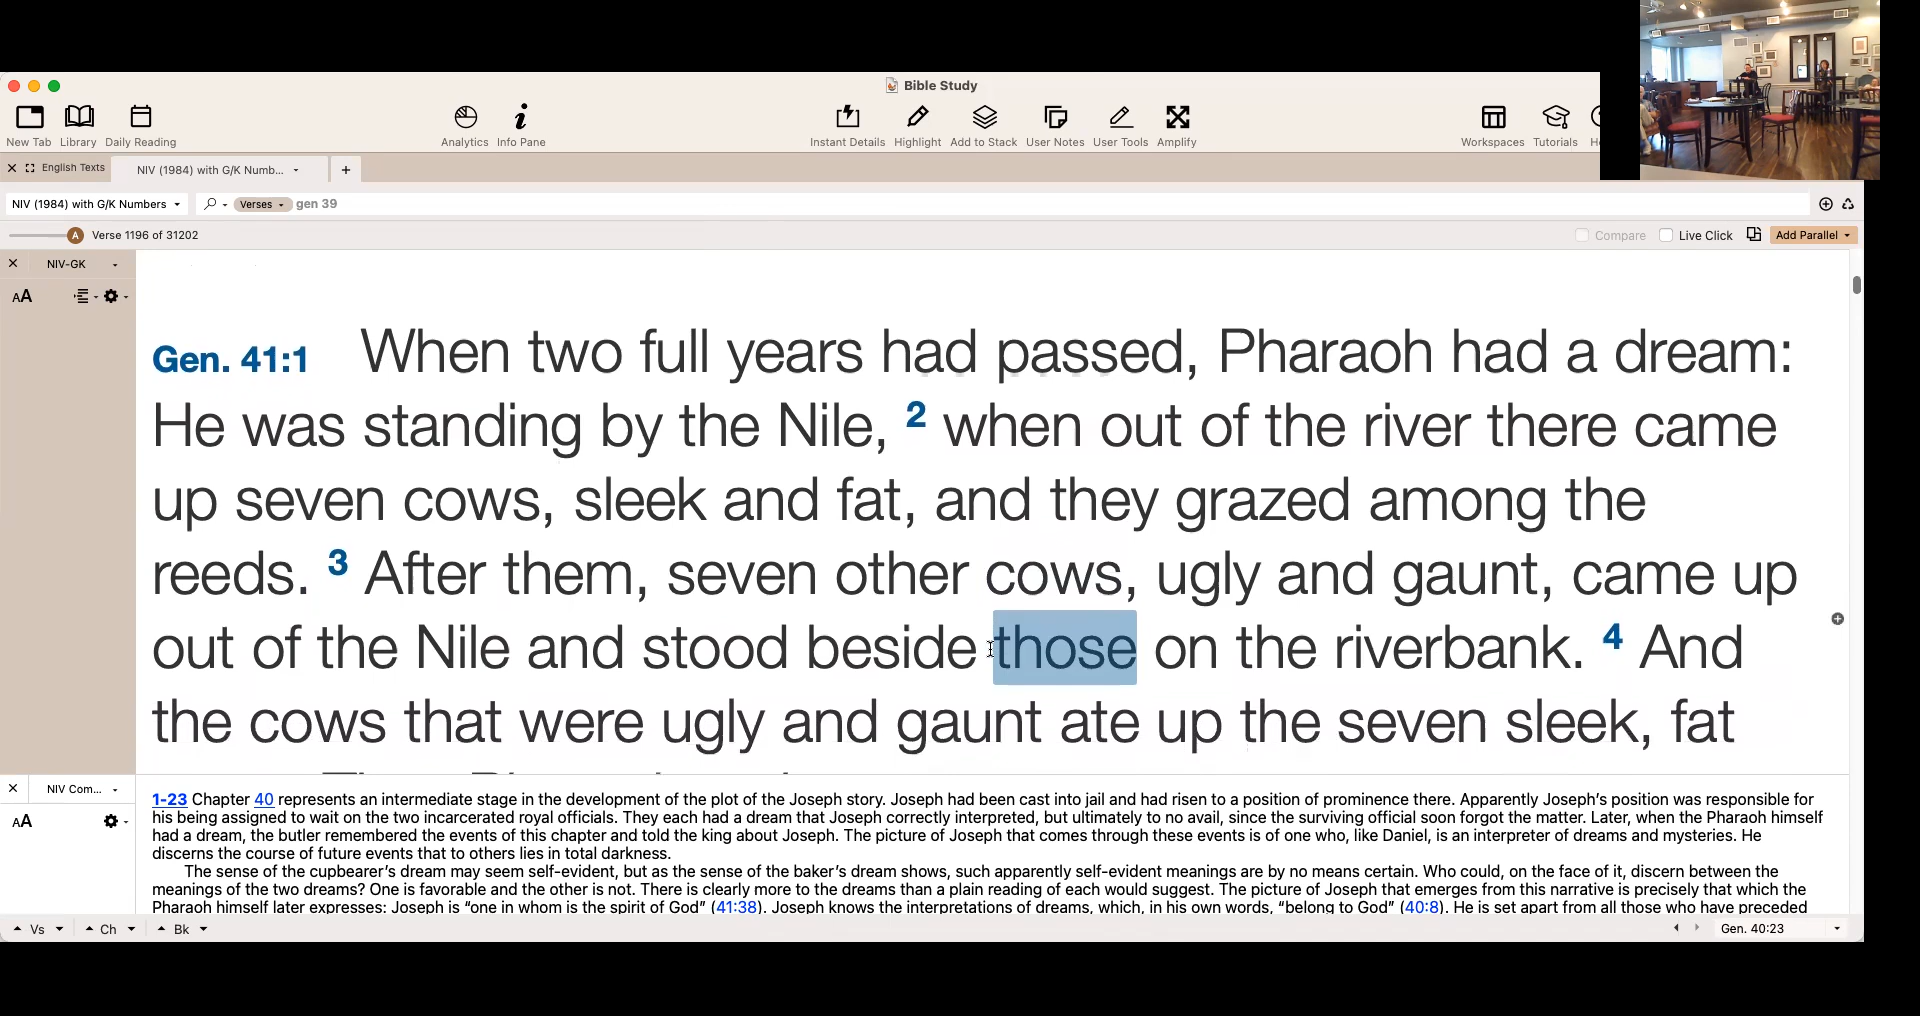 Bible Study
New Tab Library Daily Reading Analytics Info Pane Instant Details Highlight Add to Stack User Notes User Tools Amplify Workspaces Tutorials
English Texts NIV (1984) with G/K Numb...
NIV (1984) with G/K Numbers Verses gen 39
A Verse 1196 of 31202 Compare Live Click Add Parallel
NIV-GK
AA
Gen. 41:1 When two full years had passed, Pharaoh had a dream:
He was standing by the Nile, 2 when out of the river there came
up seven cows, sleek and fat, and they grazed among the
reeds. 3 After them, seven other cows, ugly and gaunt, came up
out of the Nile and stood beside those on the riverbank. 4 And
the cows that were ugly and gaunt ate up the seven sleek, fat
NIV Com...
AA
1-23 Chapter 40 represents an intermediate stage in the development of the plot of the Joseph story. Joseph had been cast into jail and had risen to a position of prominence there. Apparently Joseph's position was responsible for
his being assigned to wait on the two incarcerated royal officials. They each had a dream that Joseph correctly interpreted, but ultimately to no avail, since the surviving official soon forgot the matter. Later, when the Pharaoh himself
had a dream, the butler remembered the events of this chapter and told the king about Joseph. The picture of Joseph that comes through these events is of one who, like Daniel, is an interpreter of dreams and mysteries. He
discerns the course of future events that to others lies in total darkness.
The sense of the cupbearer's dream may seem self-evident, but as the sense of the baker's dream shows, such apparently self-evident meanings are by no means certain. Who could, on the face of it, discern between the
meanings of the two dreams? One is favorable and the other is not. There is clearly more to the dreams than a plain reading of each would suggest. The picture of Joseph that emerges from this narrative is precisely that which the
Pharaoh himself later expresses: Joseph is “one in whom is the spirit of God” (41:38). Joseph knows the interpretations of dreams, which, in his own words, “belong to God” (40:8). He is set apart from all those who have preceded
Vs Ch Bk Gen. 40:23